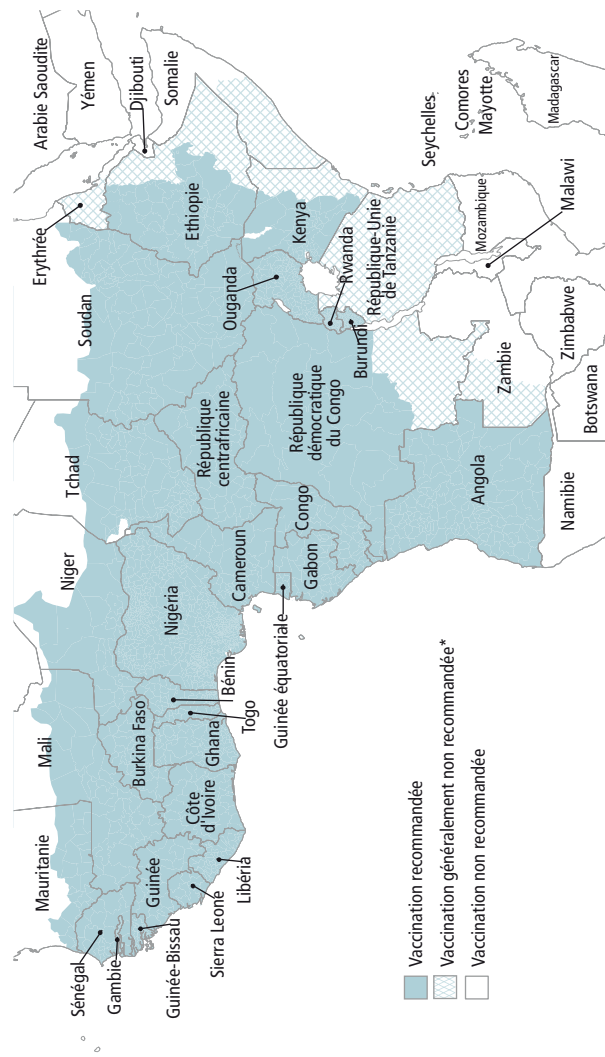 Arabie Saoudite
Yémen
Djibouti
Somalie
Erythrée
Ethiopie
Soudan
Tchad
Niger
Mali
Mauritanie
Sénégal
Gambie
Guinée-Bissau
Guinée
Sierra Leone
Libéria
Côte
d'Ivoire
Burkina Faso
Ghana
Togo
Bénin
Nigéria
Cameroun
Guinée équatoriale
Gabon
Congo
République
centrafricaine
République
démocratique
du Congo
Ouganda
Kenya
Rwanda
Burundi
République-Unie
de Tanzanie
Seychelles
Comores
Mayotte
Madagascar
Mozambique
Malawi
Zambie
Zimbabwe
Botswana
Namibie
Angola
Vaccination recommandée
Vaccination généralement non recommandée*
Vaccination non recommandée